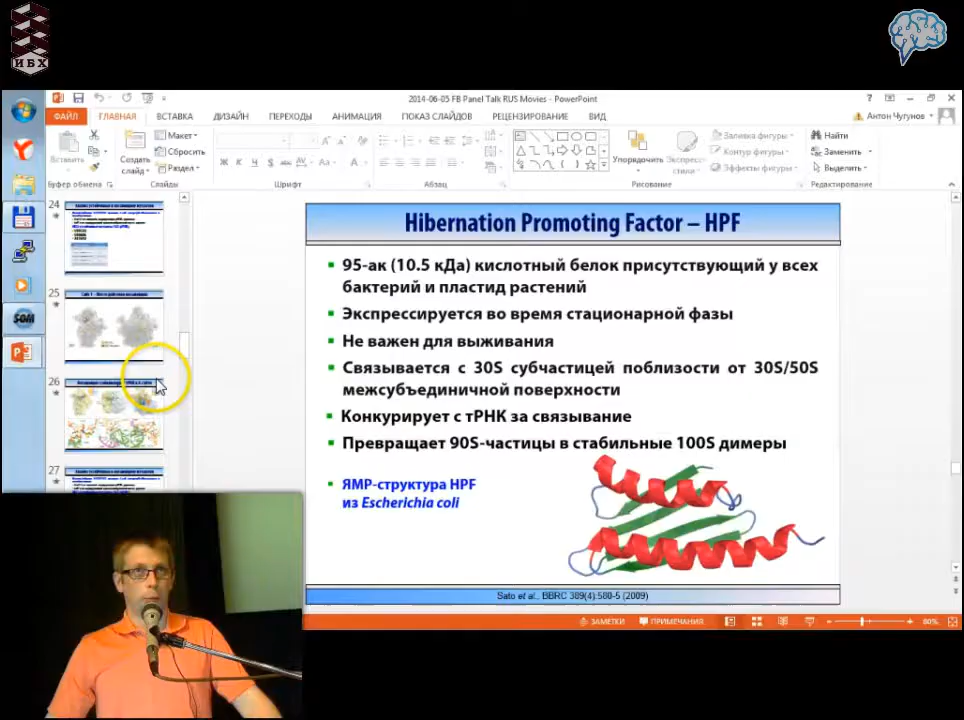 ИБХ
2014-06-05 FB Panel Talk RUS Movies - PowerPoint
ФАЙЛ ГЛАВНАЯ ВСТАВКА ДИЗАЙН ПЕРЕХОДЫ АНИМАЦИЯ ПОКАЗ СЛАЙДОВ РЕЦЕНЗИРОВАНИЕ ВИД Антон Чугунов
Вставить
Создать слайд
Макет
Сбросить
Раздел
Ж К Ч S abc AV Aa A
Упорядочить
Экспресс-стили
Заливка фигуры
Контур фигуры
Эффекты фигуры
Найти
Заменить
Выделить
Буфер обмена Слайды Шрифт Абзац Рисование Редактирование
24
25
26
27
SOM
Hibernation Promoting Factor – HPF
95-ак (10.5 кДа) кислотный белок присутствующий у всех
бактерий и пластид растений
Экспрессируется во время стационарной фазы
Не важен для выживания
Связывается с 30S субчастицей поблизости от 30S/50S
межсубъединичной поверхности
Конкурирует с тРНК за связывание
Превращает 90S-частицы в стабильные 100S димеры
ЯМР-структура HPF
из Escherichia coli
Sato et al., BBRC 389(4):580-5 (2009)
ЗАМЕТКИ ПРИМЕЧАНИЯ 80%